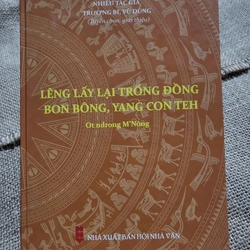 NHIỀU TÁC GIẢ
TRƯƠNG BI, VŨ DŨNG
(Tuyển chọn, giới thiệu)
LÊNG LẤY LẠI TRỐNG ĐỒNG
BON BÔNG, YANG CON TEH
Ot ndrong M'Nông
NHÀ XUẤT BẢN HỘI NHÀ VĂN